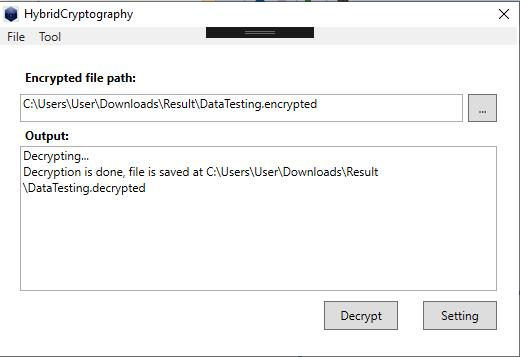 HybridCryptography
File Tool
Encrypted file path:
C:\Users\User\Downloads\Result\DataTesting.encrypted
...
Output:
Decrypting...
Decryption is done, file is saved at C:\Users\User\Downloads\Result
\DataTesting.decrypted
Decrypt Setting